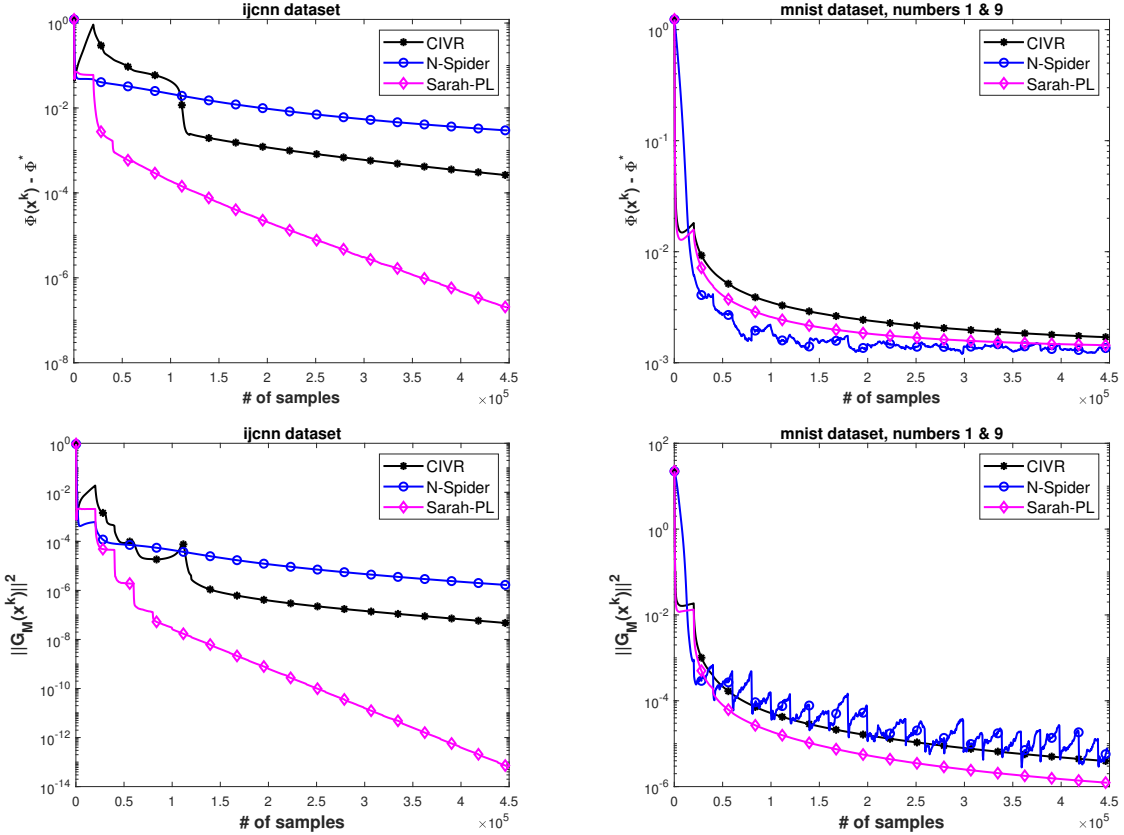 ijcnn dataset
10^0
10^-2
10^-4
10^-6
10^-8
Φ(x^k) - Φ^*
CIVR
N-Spider
Sarah-PL
0 0.5 1 1.5 2 2.5 3 3.5 4 4.5
# of samples
×10^5
mnist dataset, numbers 1 & 9
10^0
10^-1
10^-2
10^-3
Φ(x^k) - Φ^*
CIVR
N-Spider
Sarah-PL
0 0.5 1 1.5 2 2.5 3 3.5 4 4.5
# of samples
×10^5
ijcnn dataset
10^0
10^-2
10^-4
10^-6
10^-8
10^-10
10^-12
10^-14
||G_M(x^k)||^2
CIVR
N-Spider
Sarah-PL
0 0.5 1 1.5 2 2.5 3 3.5 4 4.5
# of samples
×10^5
mnist dataset, numbers 1 & 9
10^2
10^0
10^-2
10^-4
10^-6
||G_M(x^k)||^2
CIVR
N-Spider
Sarah-PL
0 0.5 1 1.5 2 2.5 3 3.5 4 4.5
# of samples
×10^5